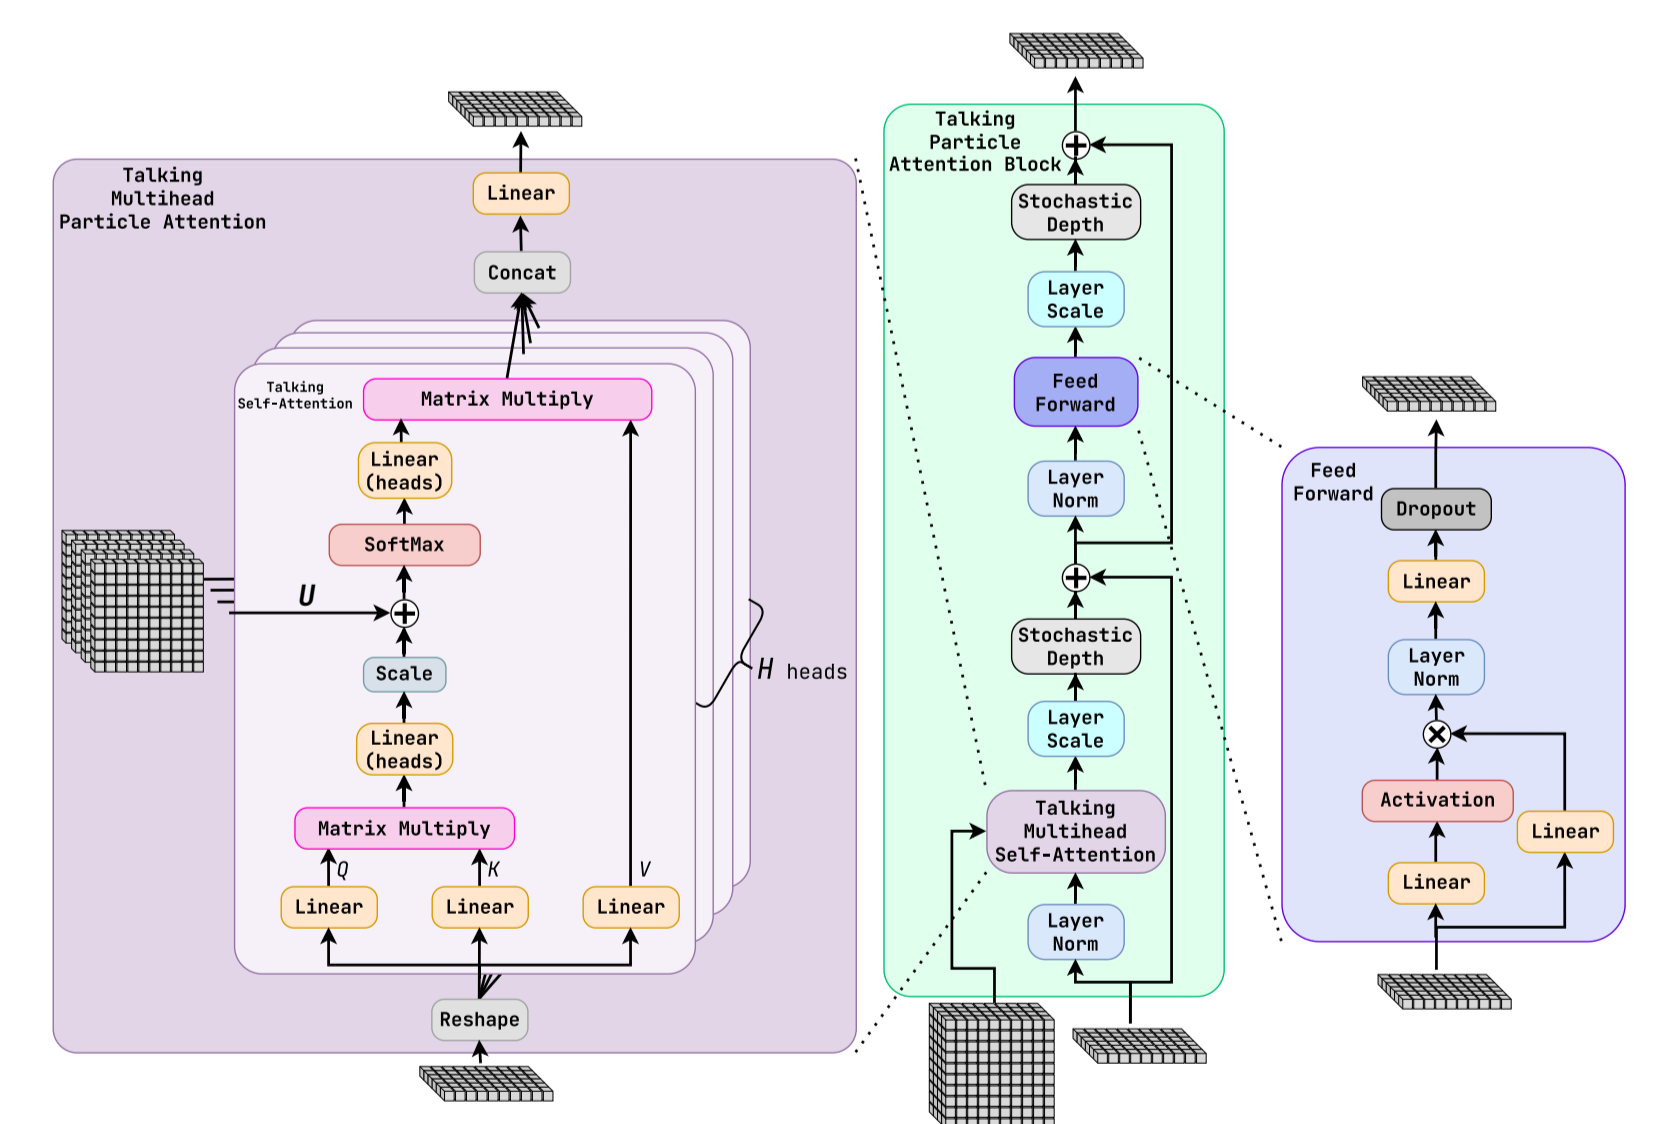 Talking
Multihead
Particle Attention
Linear
Concat
Talking
Self-Attention
Matrix Multiply
Linear
(heads)
SoftMax
U
Scale
H heads
Linear
(heads)
Matrix Multiply
Q
K
V
Linear
Linear
Linear
Reshape
Talking
Particle
Attention Block
Stochastic
Depth
Layer
Scale
Feed
Forward
Layer
Norm
Stochastic
Depth
Layer
Scale
Talking
Multihead
Self-Attention
Layer
Norm
Feed
Forward
Dropout
Linear
Layer
Norm
Activation
Linear
Linear